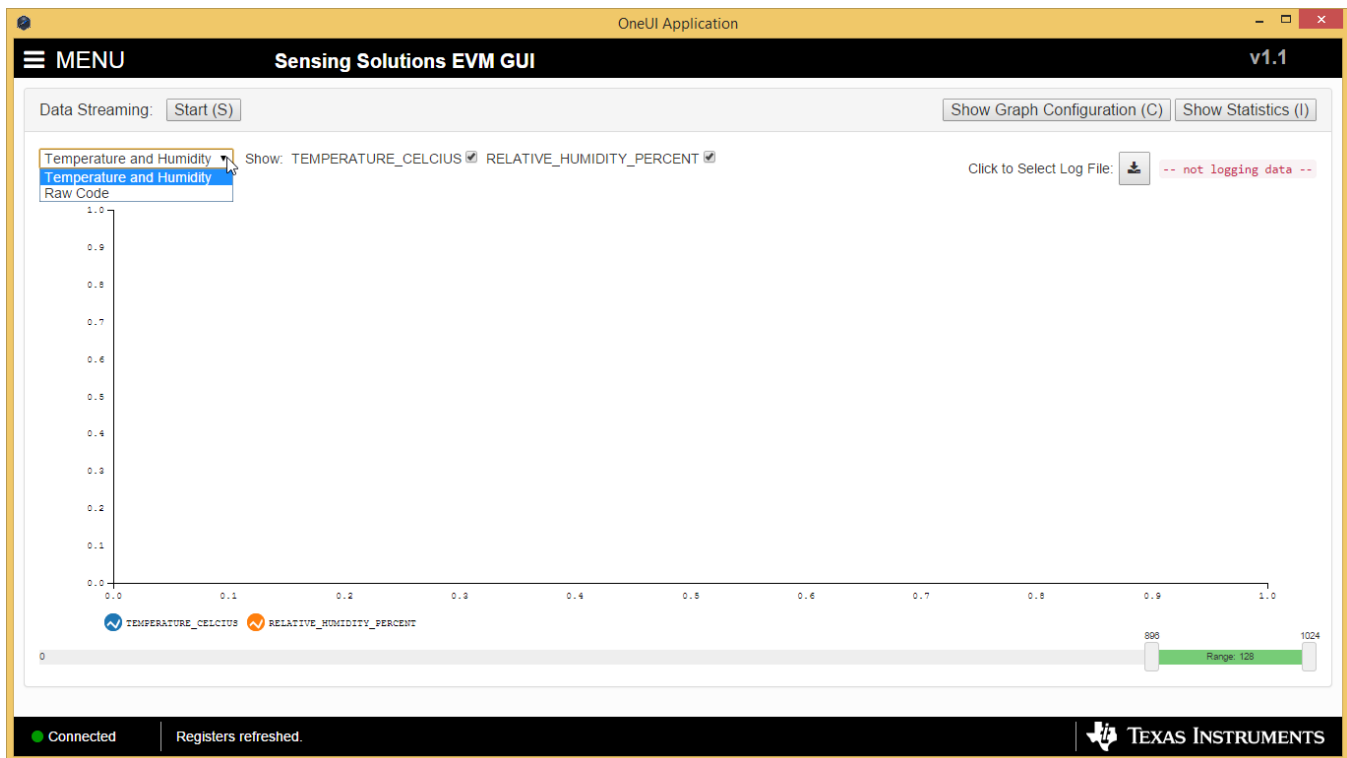 OneUI Application
MENU
Sensing Solutions EVM GUI
v1.1
Data Streaming: Start (S)
Show Graph Configuration (C) Show Statistics (I)
Temperature and Humidity Show: TEMPERATURE_CELCIUS RELATIVE_HUMIDITY_PERCENT
Click to Select Log File: -- not logging data --
Temperature and Humidity
Raw Code
1.0
0.9
0.8
0.7
0.6
0.5
0.4
0.3
0.2
0.1
0.0
0.0 0.1 0.2 0.3 0.4 0.5 0.6 0.7 0.8 0.9 1.0
TEMPERATURE_CELCIUS RELATIVE_HUMIDITY_PERCENT
896 1024
0 Range: 128
Connected Registers refreshed. TEXAS INSTRUMENTS